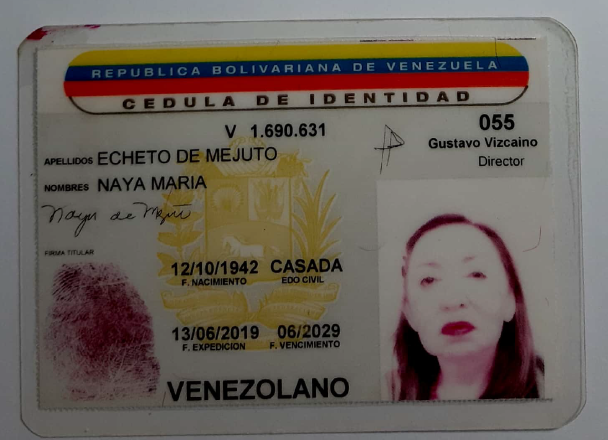 REPUBLICA BOLIVARIANA DE VENEZUELA
CEDULA DE IDENTIDAD
V 1.690.631
055
Gustavo Vizcaino
Director
APELLIDOS ECHETO DE MEJUTO
NOMBRES NAYA MARIA
Naya de
FIRMA TITULAR
12/10/1942 CASADA
F. NACIMIENTO EDO CIVIL
13/06/2019 06/2029
F. EXPEDICION F. VENCIMIENTO
VENEZOLANO